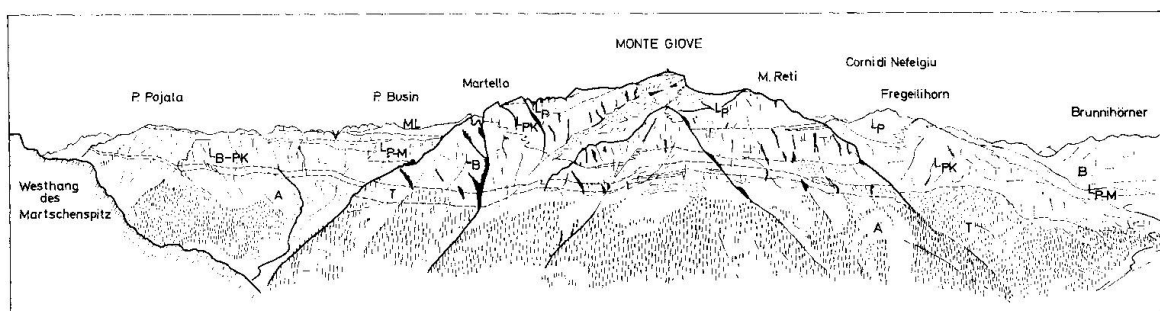 MONTE GIOVE
Corni di Nefelgiu
Martello
M. Reti
Fregeilihorn
P. Pojala
P. Busin
Brunnihörner
LP
LP
ML
LPK
LP
LB-PK
LP-M
LB
LPK
B
Westhang
des
Martschenspitz
A
T
LP-M
A
T